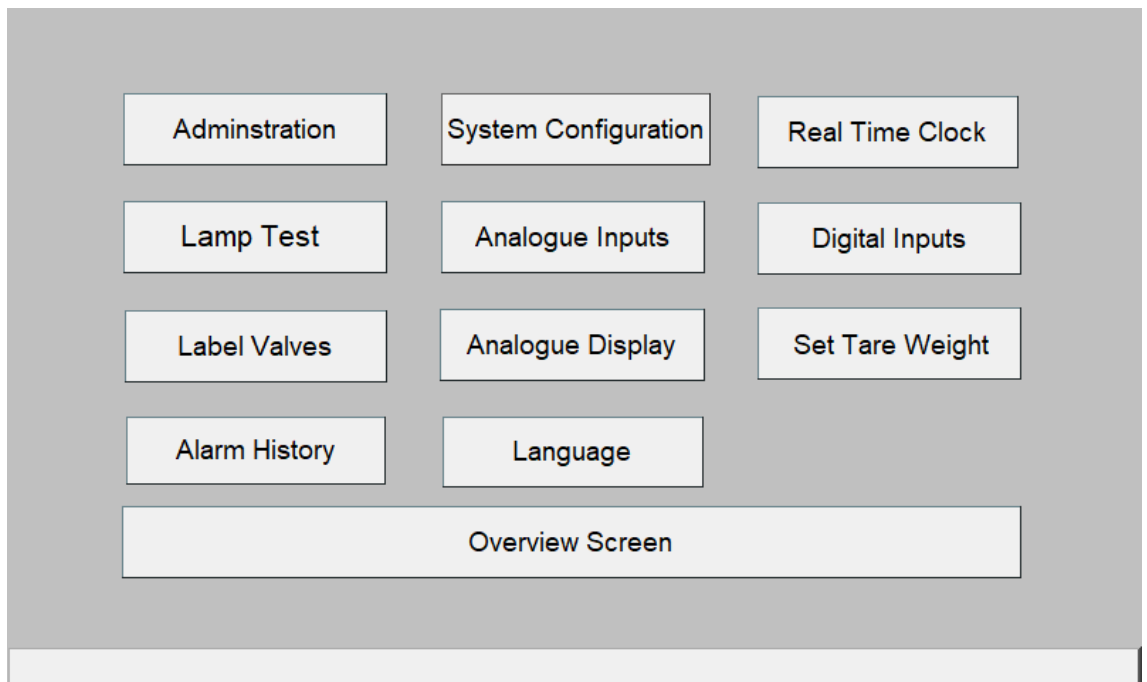 Adminstration
System Configuration
Real Time Clock
Lamp Test
Analogue Inputs
Digital Inputs
Label Valves
Analogue Display
Set Tare Weight
Alarm History
Language
Overview Screen